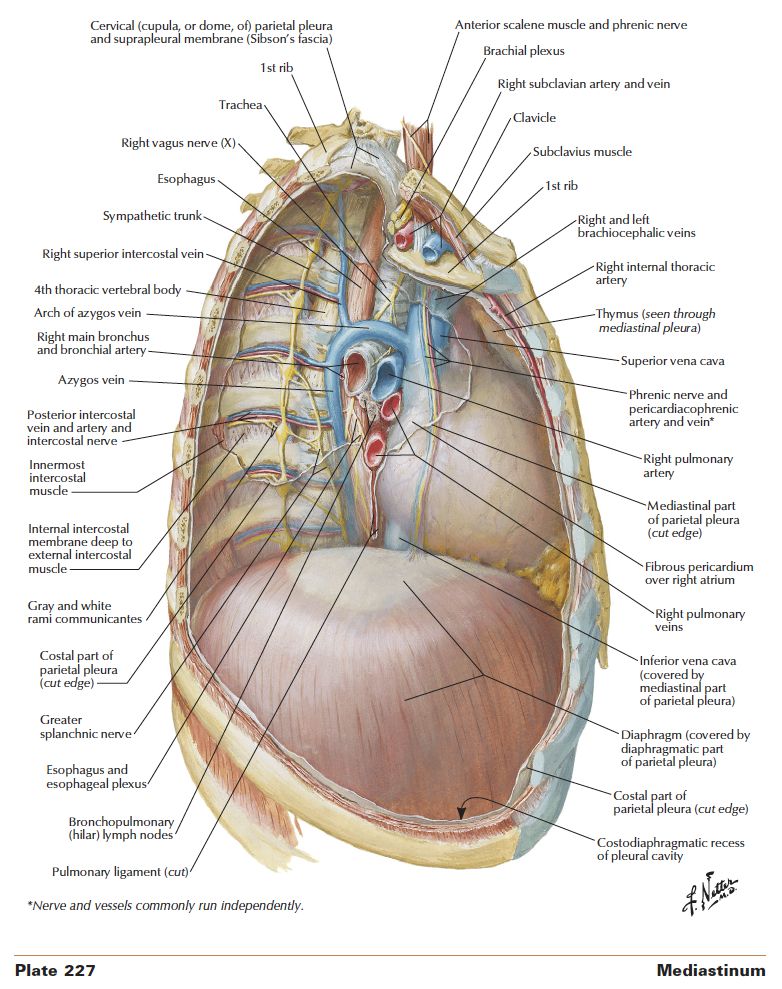 Cervical (cupula, or dome, of) parietal pleura
and suprapleural membrane (Sibson's fascia)
1st rib
Trachea
Right vagus nerve (X)
Esophagus
Sympathetic trunk
Right superior intercostal vein
4th thoracic vertebral body
Arch of azygos vein
Right main bronchus
and bronchial artery
Azygos vein
Posterior intercostal
vein and artery and
intercostal nerve
Innermost
intercostal
muscle
Internal intercostal
membrane deep to
external intercostal
muscle
Gray and white
rami communicantes
Costal part of
parietal pleura
(cut edge)
Greater
splanchnic nerve
Esophagus and
esophageal plexus
Bronchopulmonary
(hilar) lymph nodes
Pulmonary ligament (cut)
Anterior scalene muscle and phrenic nerve
Brachial plexus
Right subclavian artery and vein
Clavicle
Subclavius muscle
1st rib
Right and left
brachiocephalic veins
Right internal thoracic
artery
Thymus (seen through
mediastinal pleura)
Superior vena cava
Phrenic nerve and
pericardiacophrenic
artery and vein*
Right pulmonary
artery
Mediastinal part
of parietal pleura
(cut edge)
Fibrous pericardium
over right atrium
Right pulmonary
veins
Inferior vena cava
(covered by
mediastinal part
of parietal pleura)
Diaphragm (covered by
diaphragmatic part
of parietal pleura)
Costal part of
parietal pleura (cut edge)
Costodiaphragmatic recess
of pleural cavity
*Nerve and vessels commonly run independently.
F. Netter
M.D.
Plate 227
Mediastinum